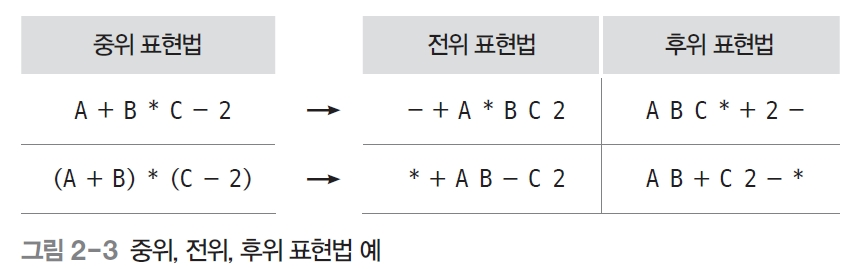 중위 표현법 전위 표현법 후위 표현법
A + B * C − 2 → − + A * B C 2 A B C * + 2 −
(A + B) * (C − 2) → * + A B − C 2 A B + C 2 − *
그림 2-3 중위, 전위, 후위 표현법 예